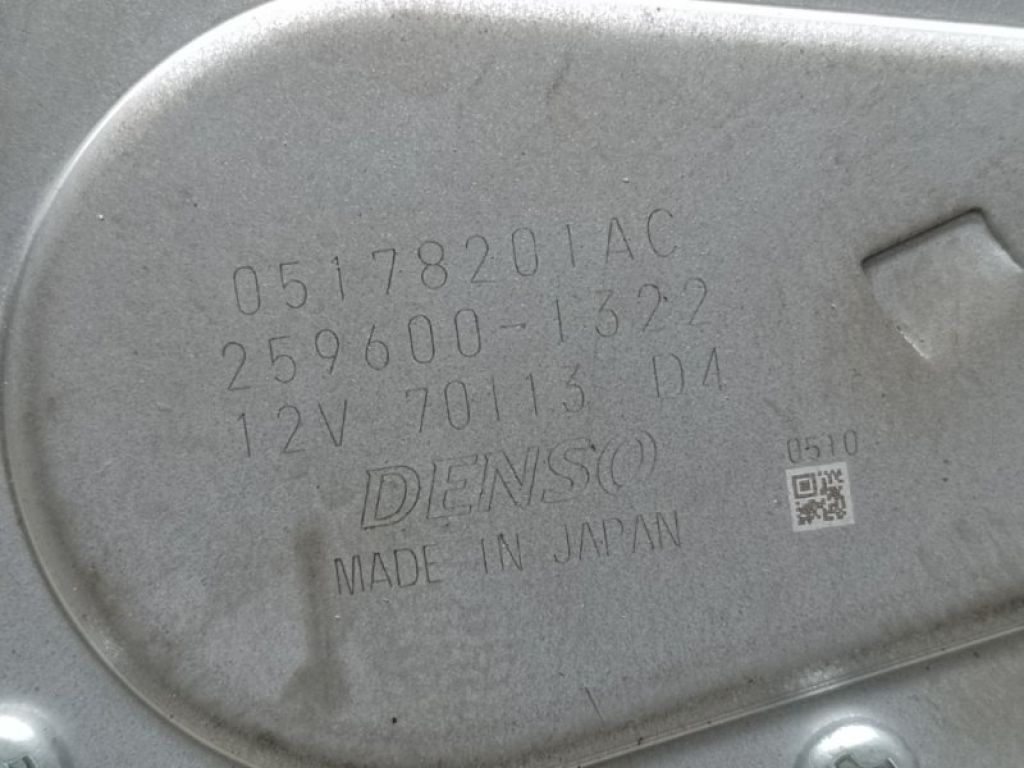 05178201AC
259600-1322
12V 70113 D4
DENSO
MADE IN JAPAN
0510